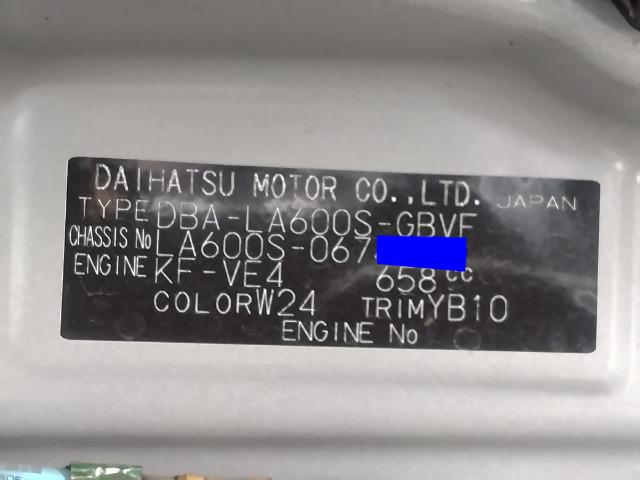 DAIHATSU MOTOR CO.,LTD. JAPAN
TYPE DBA-LA600S-GBVF
CHASSIS No LA600S-067
ENGINE KF-VE4 658cc
COLOR W24 TRIM YB10
ENGINE No